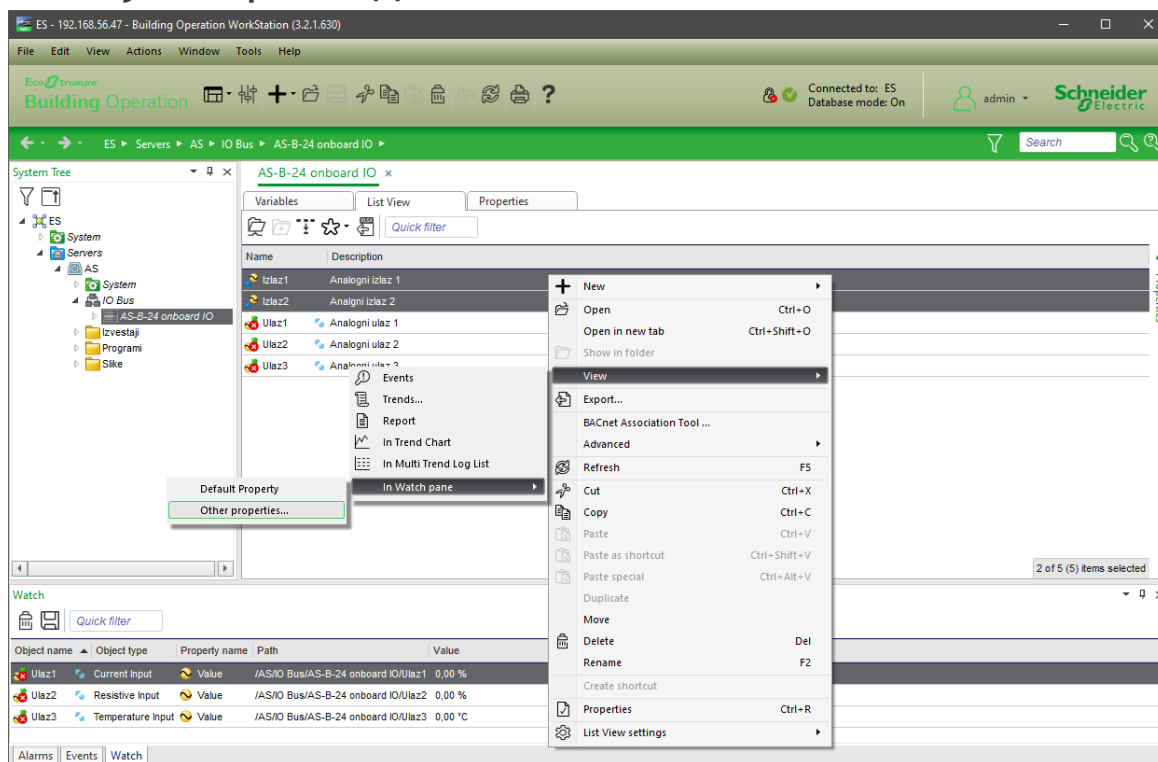 ES - 192.168.56.47 - Building Operation WorkStation (3.2.1.630)
File Edit View Actions Window Tools Help
EcoStruxure
Building Operation
Connected to: ES
Database mode: On
admin
Schneider
Electric
ES Servers AS IO Bus AS-B-24 onboard IO
Search
System Tree
ES
System
Servers
AS
System
IO Bus
AS-B-24 onboard IO
Izvestaji
Programi
Slike
AS-B-24 onboard IO
Variables List View Properties
Quick filter
Name Description
Izlaz1 Analogni izlaz 1
Izlaz2 Analgni izlaz 2
Ulaz1 Analogni ulaz 1
Ulaz2 Analogni ulaz 2
Ulaz3 Analogni ulaz 3
New
Open Ctrl+O
Open in new tab Ctrl+Shift+O
Show in folder
View
Export...
BACnet Association Tool ...
Advanced
Refresh F5
Cut Ctrl+X
Copy Ctrl+C
Paste Ctrl+V
Paste as shortcut Ctrl+Shift+V
Paste special Ctrl+Alt+V
Duplicate
Move
Delete Del
Rename F2
Create shortcut
Properties Ctrl+R
List View settings
Events
Trends...
Report
In Trend Chart
In Multi Trend Log List
In Watch pane
Default Property
Other properties...
2 of 5 (5) items selected
Watch
Quick filter
Object name Object type Property name Path Value
Ulaz1 Current Input Value /AS/IO Bus/AS-B-24 onboard IO/Ulaz1 0,00 %
Ulaz2 Resistive Input Value /AS/IO Bus/AS-B-24 onboard IO/Ulaz2 0,00 %
Ulaz3 Temperature Input Value /AS/IO Bus/AS-B-24 onboard IO/Ulaz3 0,00 °C
Alarms Events Watch